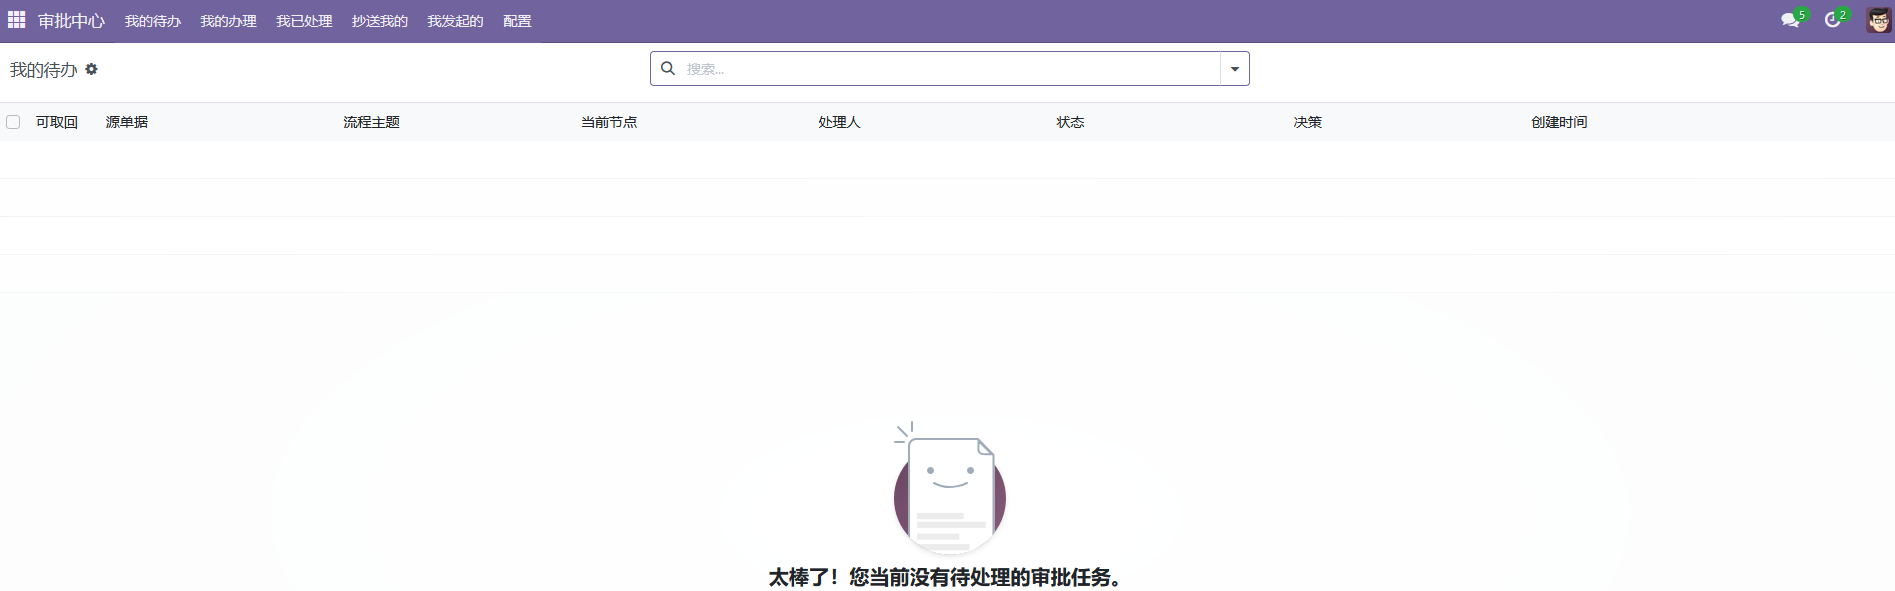 审批中心 我的待办 我的办理 我已处理 抄送我的 我发起的 配置 5 2
我的待办 搜索...
可取回 源单据 流程主题 当前节点 处理人 状态 决策 创建时间
太棒了！您当前没有待处理的审批任务。